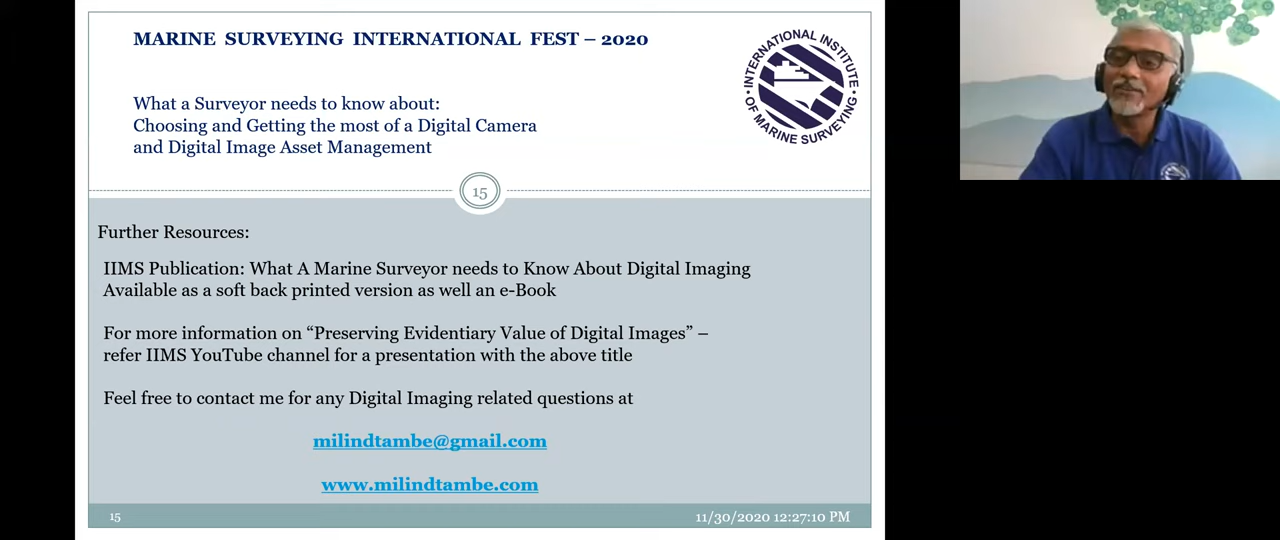 MARINE SURVEYING INTERNATIONAL FEST – 2020
INTERNATIONAL INSTITUTE
• OF MARINE SURVEYING •
What a Surveyor needs to know about:
Choosing and Getting the most of a Digital Camera
and Digital Image Asset Management
15
Further Resources:
IIMS Publication: What A Marine Surveyor needs to Know About Digital Imaging
Available as a soft back printed version as well an e-Book
For more information on “Preserving Evidentiary Value of Digital Images” –
refer IIMS YouTube channel for a presentation with the above title
Feel free to contact me for any Digital Imaging related questions at
milindtambe@gmail.com
www.milindtambe.com
15
11/30/2020 12:27:10 PM